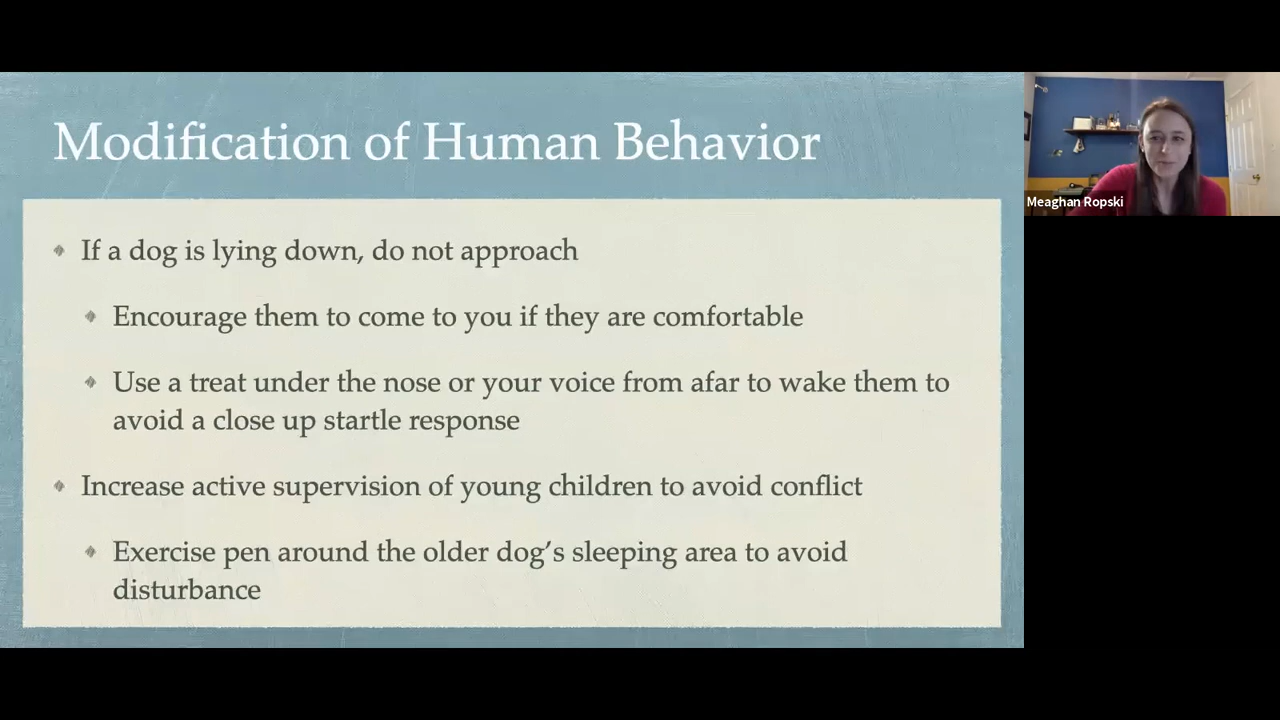 Modification of Human Behavior
If a dog is lying down, do not approach
Encourage them to come to you if they are comfortable
Use a treat under the nose or your voice from afar to wake them to
avoid a close up startle response
Increase active supervision of young children to avoid conflict
Exercise pen around the older dog's sleeping area to avoid
disturbance
Meaghan Ropski